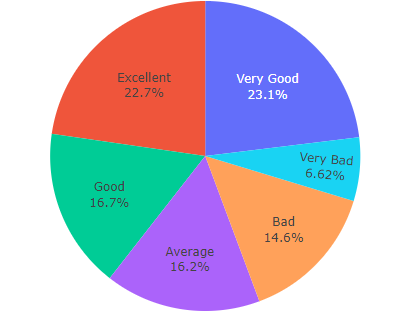 Excellent
22.7%
Very Good
23.1%
Very Bad
6.62%
Good
16.7%
Bad
14.6%
Average
16.2%